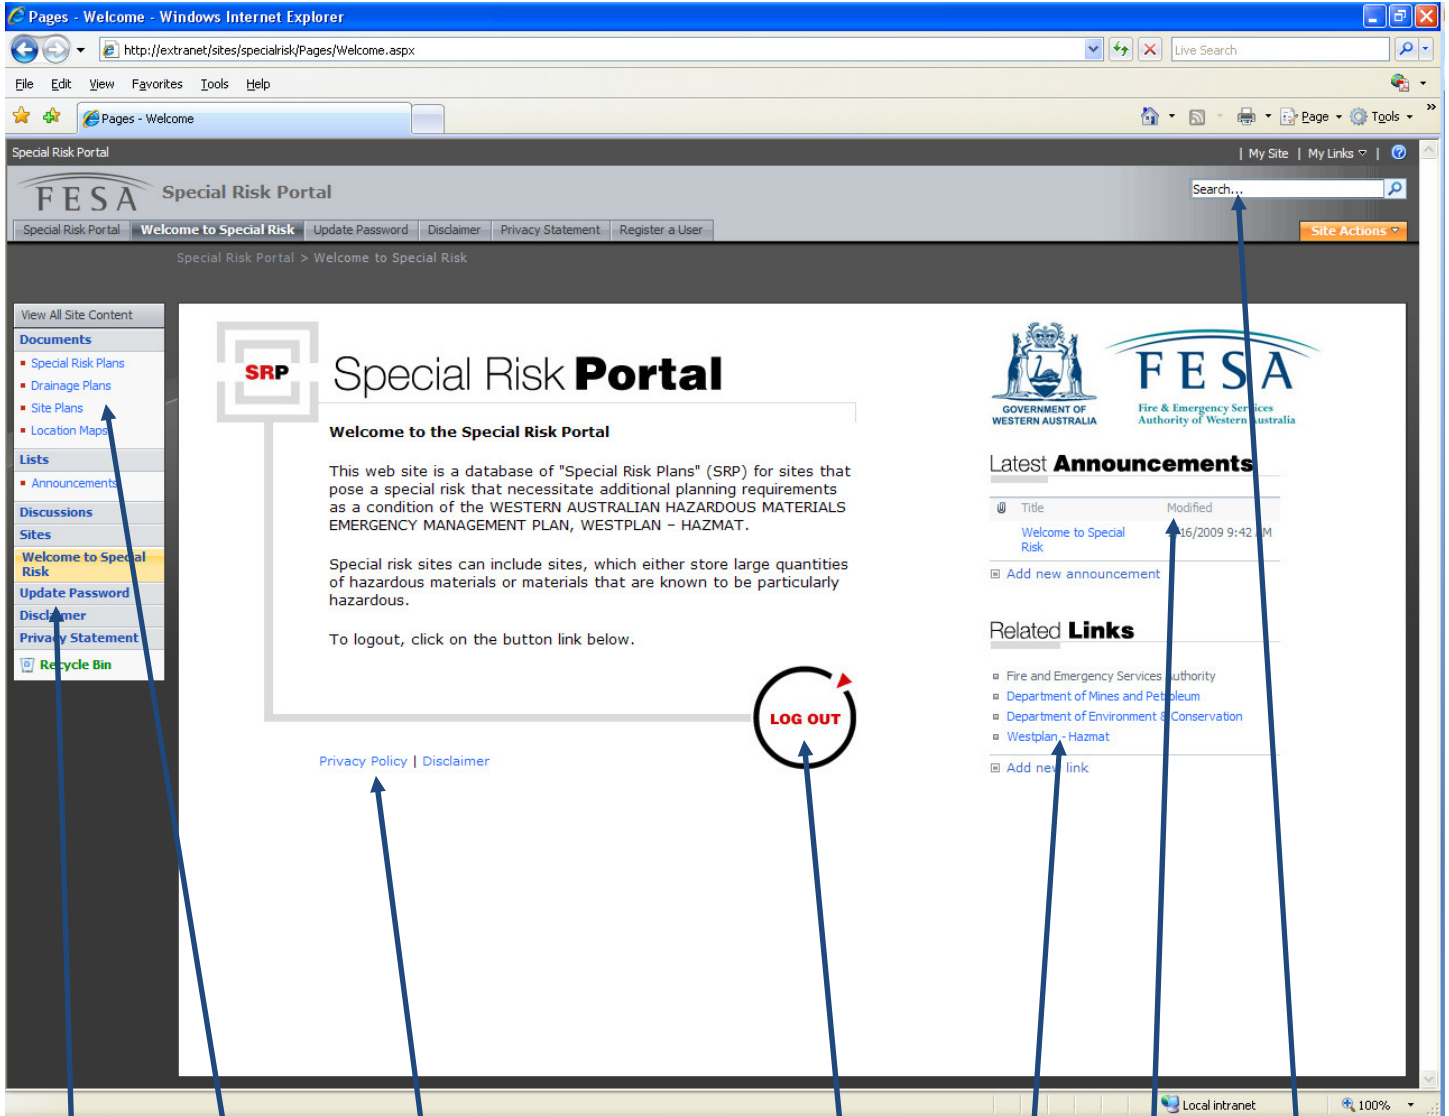 Pages - Welcome - Windows Internet Explorer
http://extranet/sites/specialrisk/Pages/Welcome.aspx
Live Search
File Edit View Favorites Tools Help
Pages - Welcome
Page Tools
Special Risk Portal
| My Site | My Links |
FESA Special Risk Portal
Search...
Special Risk Portal Welcome to Special Risk Update Password Disclaimer Privacy Statement Register a User
Site Actions
Special Risk Portal > Welcome to Special Risk
View All Site Content
Documents
Special Risk Plans
Drainage Plans
Site Plans
Location Maps
Lists
Announcements
Discussions
Sites
Welcome to Special
Risk
Update Password
Disclaimer
Privacy Statement
Recycle Bin
SRP Special Risk Portal
Welcome to the Special Risk Portal
This web site is a database of "Special Risk Plans" (SRP) for sites that
pose a special risk that necessitate additional planning requirements
as a condition of the WESTERN AUSTRALIAN HAZARDOUS MATERIALS
EMERGENCY MANAGEMENT PLAN, WESTPLAN – HAZMAT.
Special risk sites can include sites, which either store large quantities
of hazardous materials or materials that are known to be particularly
hazardous.
To logout, click on the button link below.
LOG OUT
Privacy Policy | Disclaimer
GOVERNMENT OF
WESTERN AUSTRALIA
FESA
Fire & Emergency Services
Authority of Western Australia
Latest Announcements
Title Modified
Welcome to Special
Risk
16/2009 9:42 AM
Add new announcement
Related Links
Fire and Emergency Services Authority
Department of Mines and Petroleum
Department of Environment & Conservation
Westplan - Hazmat
Add new link
Local intranet
100%